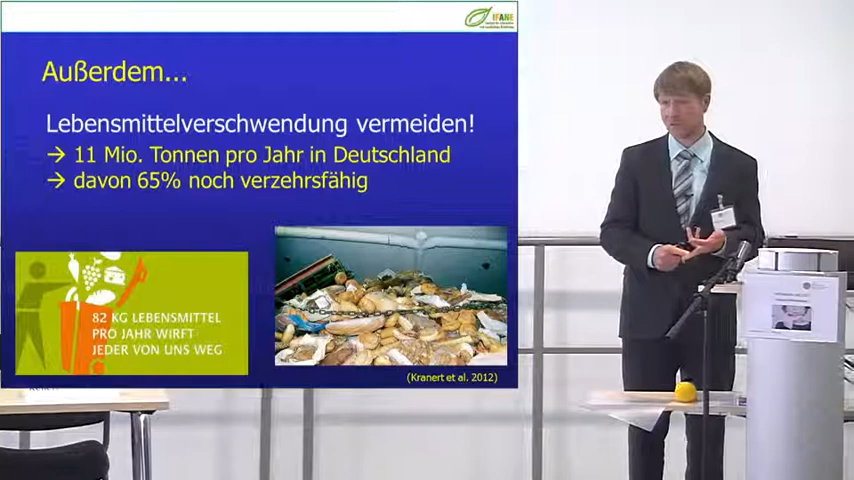 IFANE
Außerdem...
Lebensmittelverschwendung vermeiden!
→ 11 Mio. Tonnen pro Jahr in Deutschland
→ davon 65% noch verzehrsfähig
82 KG LEBENSMITTEL
PRO JAHR WIRFT
JEDER VON UNS WEG
(Kranert et al. 2012)